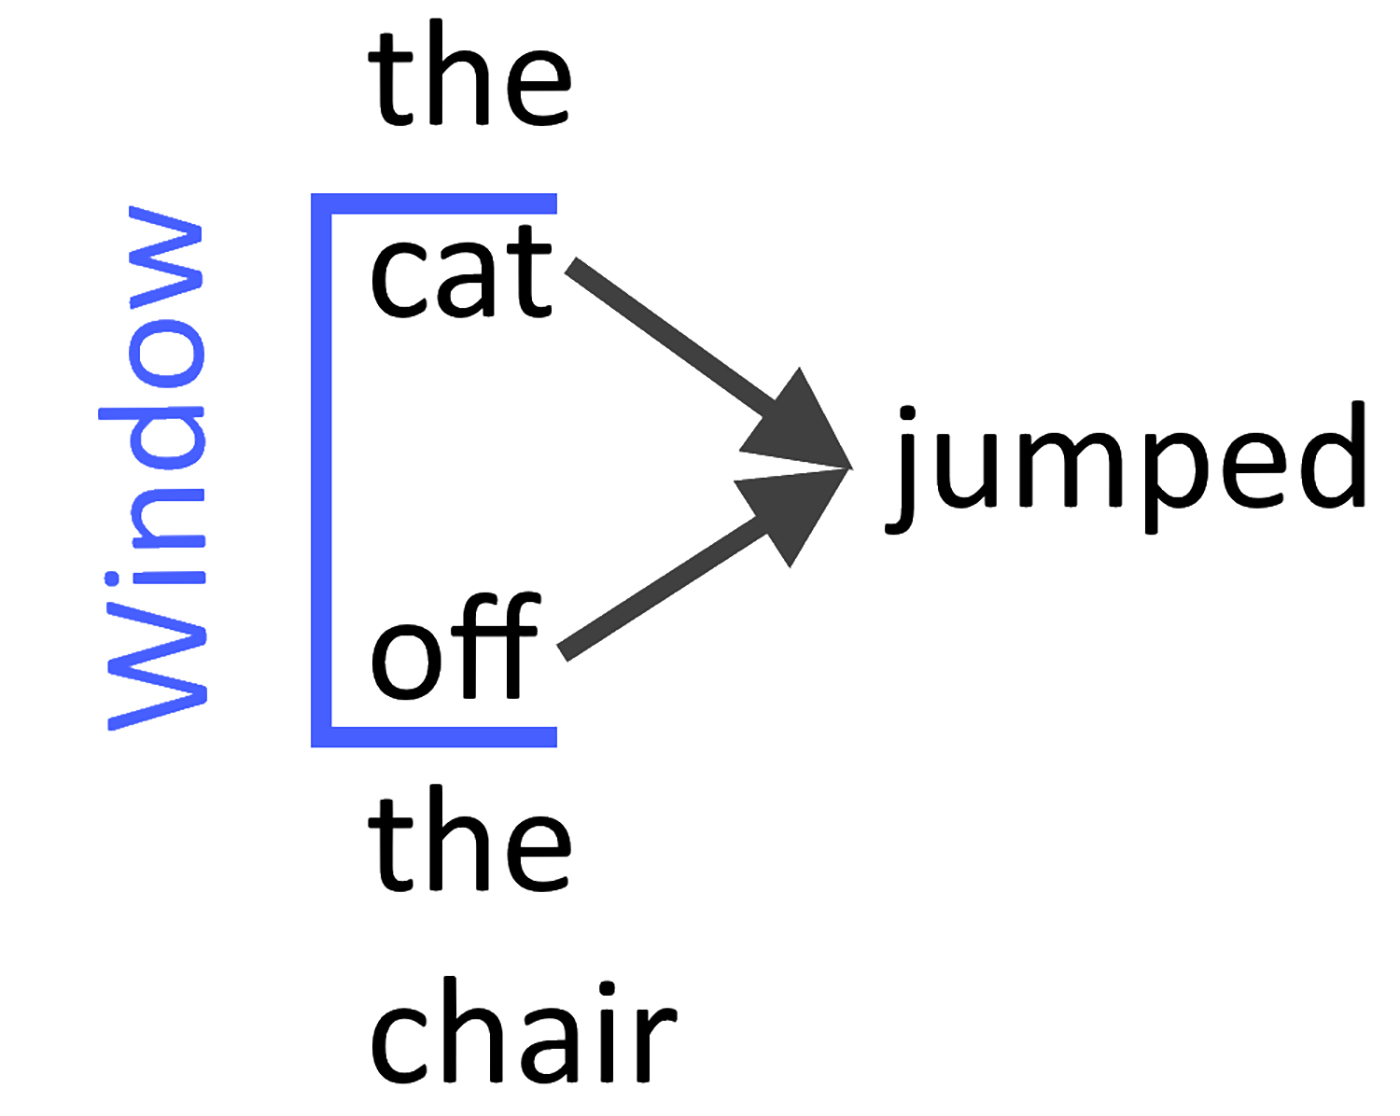 the
Window
cat
jumped
off
the
chair